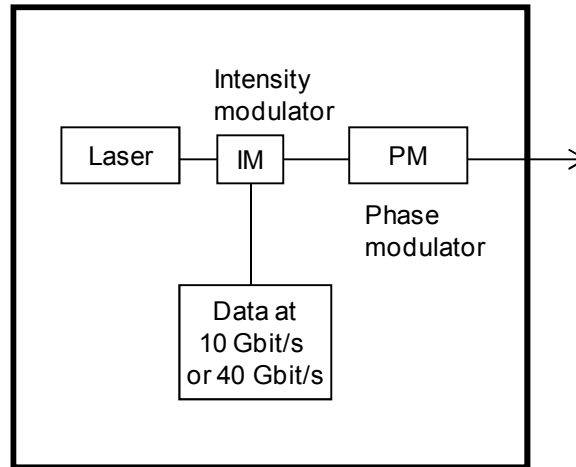 Intensity
modulator
Laser
IM
PM
Phase
modulator
Data at
10 Gbit/s
or 40 Gbit/s